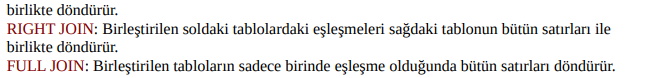 birlikte döndürür.
RIGHT JOIN: Birleştirilen soldaki tablolardaki eşleşmeleri sağdaki tablonun bütün satırları ile
birlikte döndürür.
FULL JOIN: Birleştirilen tabloların sadece birinde eşleşme olduğunda bütün satırları döndürür.